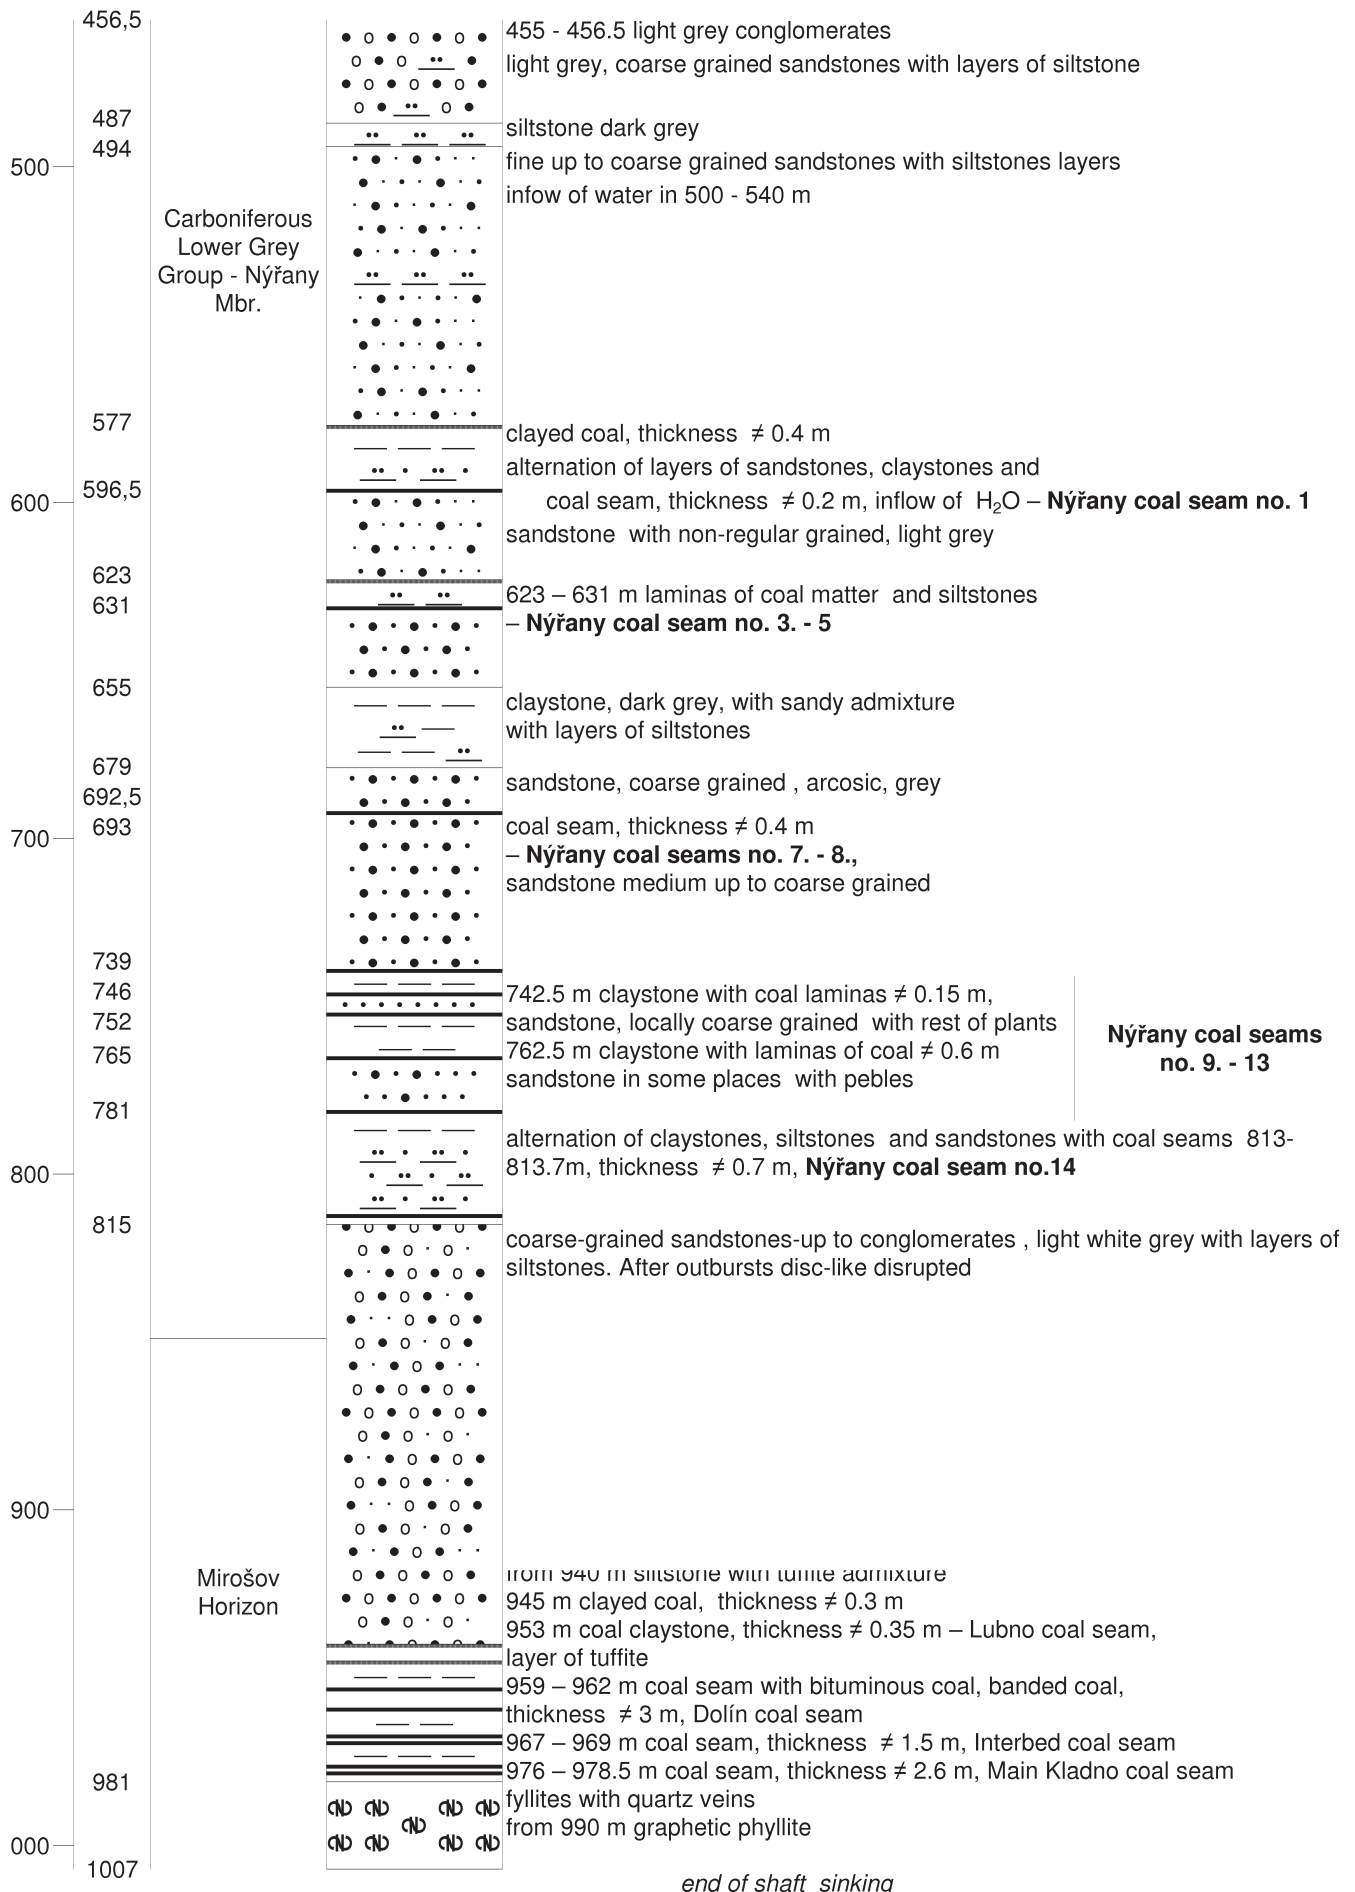 456,5
455 - 456.5 light grey conglomerates
light grey, coarse grained sandstones with layers of siltstone
487
siltstone dark grey
494
500
fine up to coarse grained sandstones with siltstones layers
infow of water in 500 - 540 m
Carboniferous
Lower Grey
Group - Nýřany
Mbr.
577
clayed coal, thickness ≠ 0.4 m
alternation of layers of sandstones, claystones and
596,5
600
coal seam, thickness ≠ 0.2 m, inflow of H₂O – Nýřany coal seam no. 1
sandstone with non-regular grained, light grey
623
623 – 631 m laminas of coal matter and siltstones
631
– Nýřany coal seam no. 3. - 5
655
claystone, dark grey, with sandy admixture
with layers of siltstones
679
sandstone, coarse grained , arcosic, grey
692,5
693
700
coal seam, thickness ≠ 0.4 m
– Nýřany coal seams no. 7. - 8.,
sandstone medium up to coarse grained
739
746
742.5 m claystone with coal laminas ≠ 0.15 m,
752
sandstone, locally coarse grained with rest of plants
765
762.5 m claystone with laminas of coal ≠ 0.6 m
sandstone in some places with pebles
Nýřany coal seams
no. 9. - 13
781
alternation of claystones, siltstones and sandstones with coal seams 813-
813.7m, thickness ≠ 0.7 m, Nýřany coal seam no.14
800
815
coarse-grained sandstones-up to conglomerates , light white grey with layers of
siltstones. After outbursts disc-like disrupted
900
Mirošov
Horizon
from 940 m siltstone with tuffite admixture
945 m clayed coal, thickness ≠ 0.3 m
953 m coal claystone, thickness ≠ 0.35 m – Lubno coal seam,
layer of tuffite
959 – 962 m coal seam with bituminous coal, banded coal,
thickness ≠ 3 m, Dolín coal seam
967 – 969 m coal seam, thickness ≠ 1.5 m, Interbed coal seam
976 – 978.5 m coal seam, thickness ≠ 2.6 m, Main Kladno coal seam
981
fyllites with quartz veins
from 990 m graphetic phyllite
000
1007
end of shaft sinking